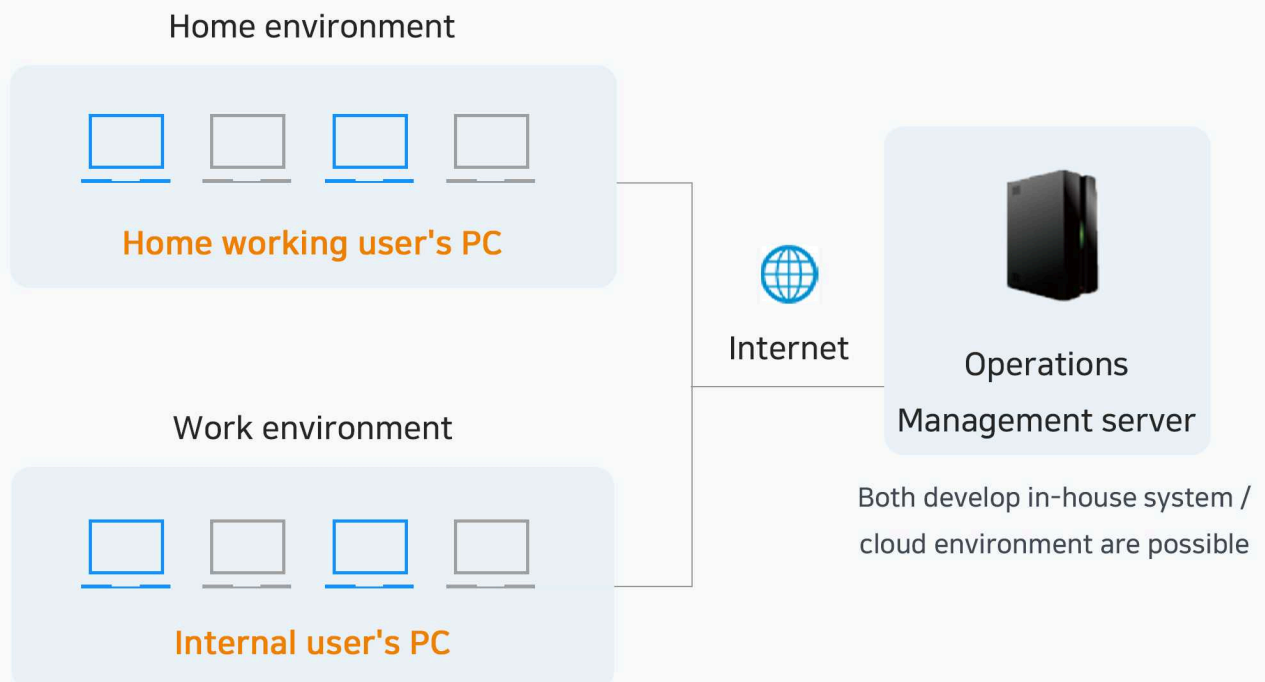 Home environment
Home working user's PC
Internet
Operations
Management server
Both develop in-house system /
cloud environment are possible
Work environment
Internal user's PC